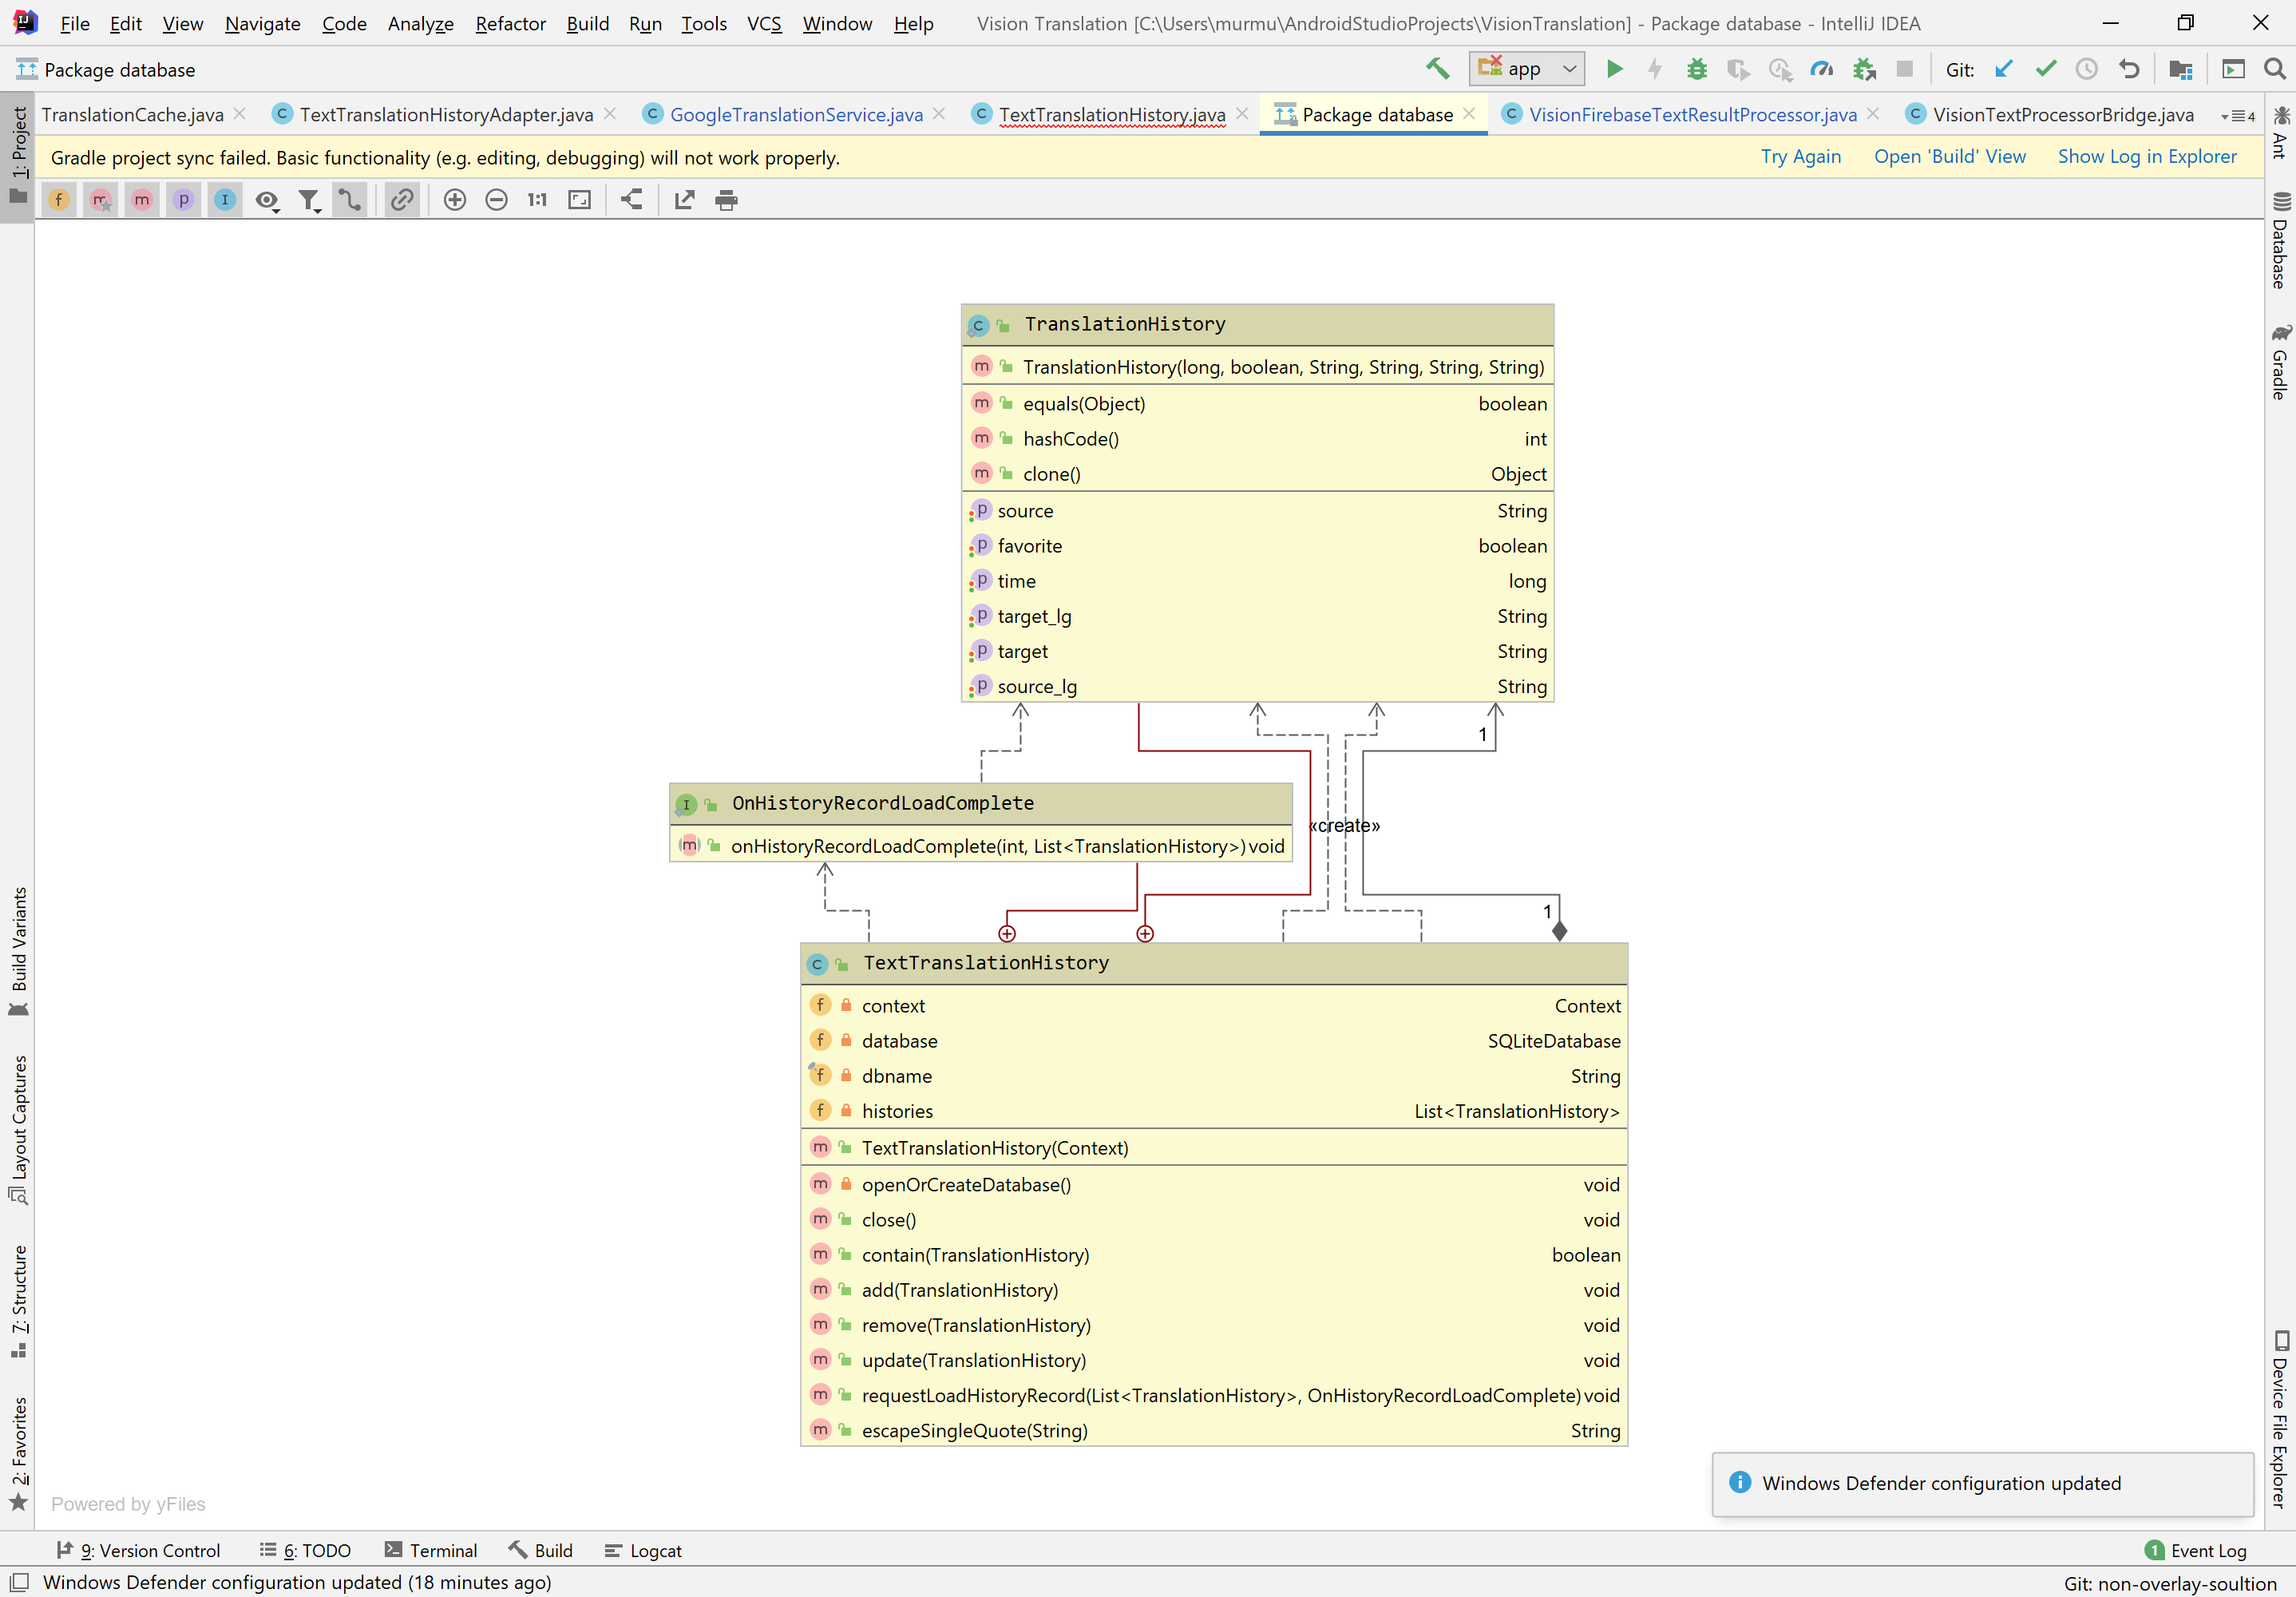 File Edit View Navigate Code Analyze Refactor Build Run Tools VCS Window Help Vision Translation [C:\Users\murmu\AndroidStudioProjects\VisionTranslation] - Package database - IntelliJ IDEA
Package database app Git:
TranslationCache.java TextTranslationHistoryAdapter.java GoogleTranslationService.java TextTranslationHistory.java Package database VisionFirebaseTextResultProcessor.java VisionTextProcessorBridge.java 4
Gradle project sync failed. Basic functionality (e.g. editing, debugging) will not work properly. Try Again Open 'Build' View Show Log in Explorer
f m m p I 1:1
1: Project
Build Variants
Layout Captures
7: Structure
2: Favorites
Ant
Database
Gradle
Device File Explorer
C TranslationHistory
m TranslationHistory(long, boolean, String, String, String, String)
m equals(Object) boolean
m hashCode() int
m clone() Object
p source String
p favorite boolean
p time long
p target_lg String
p target String
p source_lg String
1
I OnHistoryRecordLoadComplete
m onHistoryRecordLoadComplete(int, List<TranslationHistory>) void
«create»
1
C TextTranslationHistory
f context Context
f database SQLiteDatabase
f dbname String
f histories List<TranslationHistory>
m TextTranslationHistory(Context)
m openOrCreateDatabase() void
m close() void
m contain(TranslationHistory) boolean
m add(TranslationHistory) void
m remove(TranslationHistory) void
m update(TranslationHistory) void
m requestLoadHistoryRecord(List<TranslationHistory>, OnHistoryRecordLoadComplete) void
m escapeSingleQuote(String) String
Windows Defender configuration updated
Powered by yFiles
9: Version Control 6: TODO Terminal Build Logcat 1 Event Log
Windows Defender configuration updated (18 minutes ago) Git: non-overlay-soultion